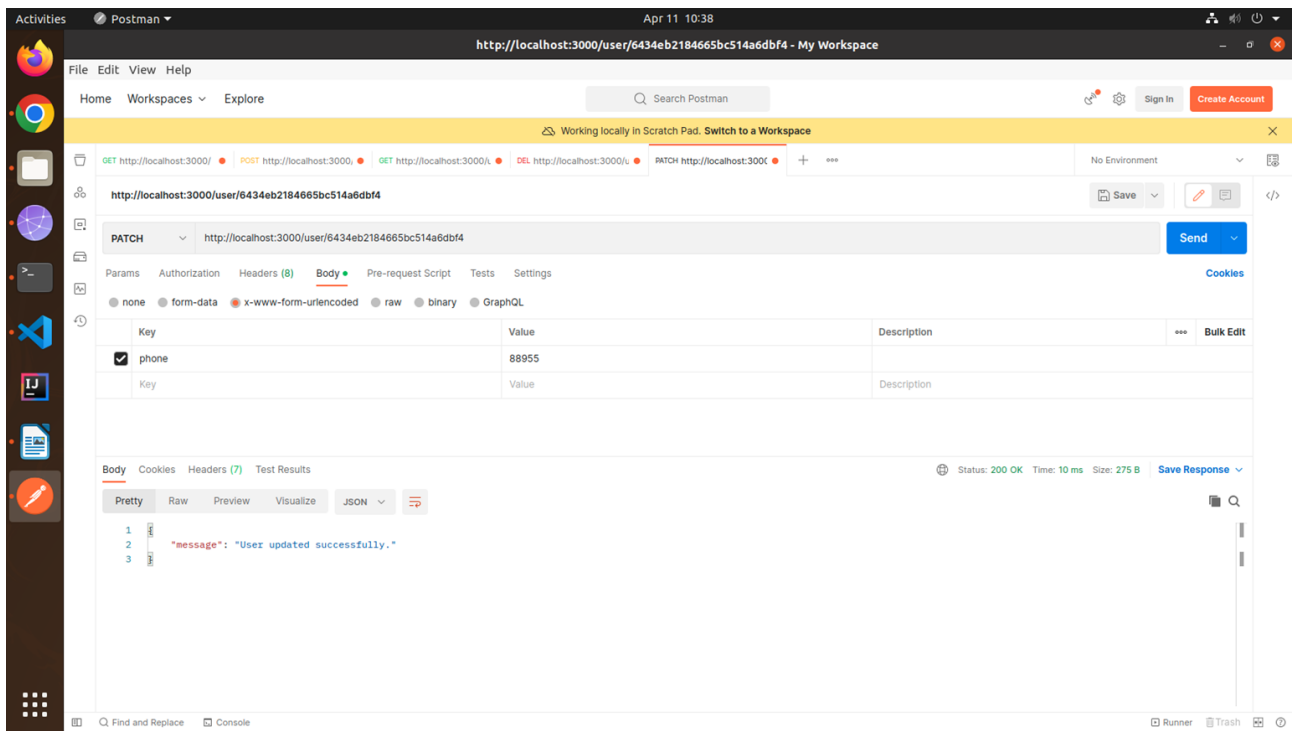 Activities Postman Apr 11 10:38
http://localhost:3000/user/6434eb2184665bc514a6dbf4 - My Workspace
File Edit View Help
Home Workspaces Explore Search Postman Sign In Create Account
Working locally in Scratch Pad. Switch to a Workspace
GET http://localhost:3000/ POST http://localhost:3000/ GET http://localhost:3000/u DEL http://localhost:3000/u PATCH http://localhost:3000 No Environment
http://localhost:3000/user/6434eb2184665bc514a6dbf4 Save </>
PATCH http://localhost:3000/user/6434eb2184665bc514a6dbf4 Send
Params Authorization Headers (8) Body Pre-request Script Tests Settings Cookies
none form-data x-www-form-urlencoded raw binary GraphQL
Key Value Description Bulk Edit
phone 88955
Key Value Description
Body Cookies Headers (7) Test Results Status: 200 OK Time: 10 ms Size: 275 B Save Response
Pretty Raw Preview Visualize JSON
1 {
2 "message": "User updated successfully."
3 }
Find and Replace Console Runner Trash